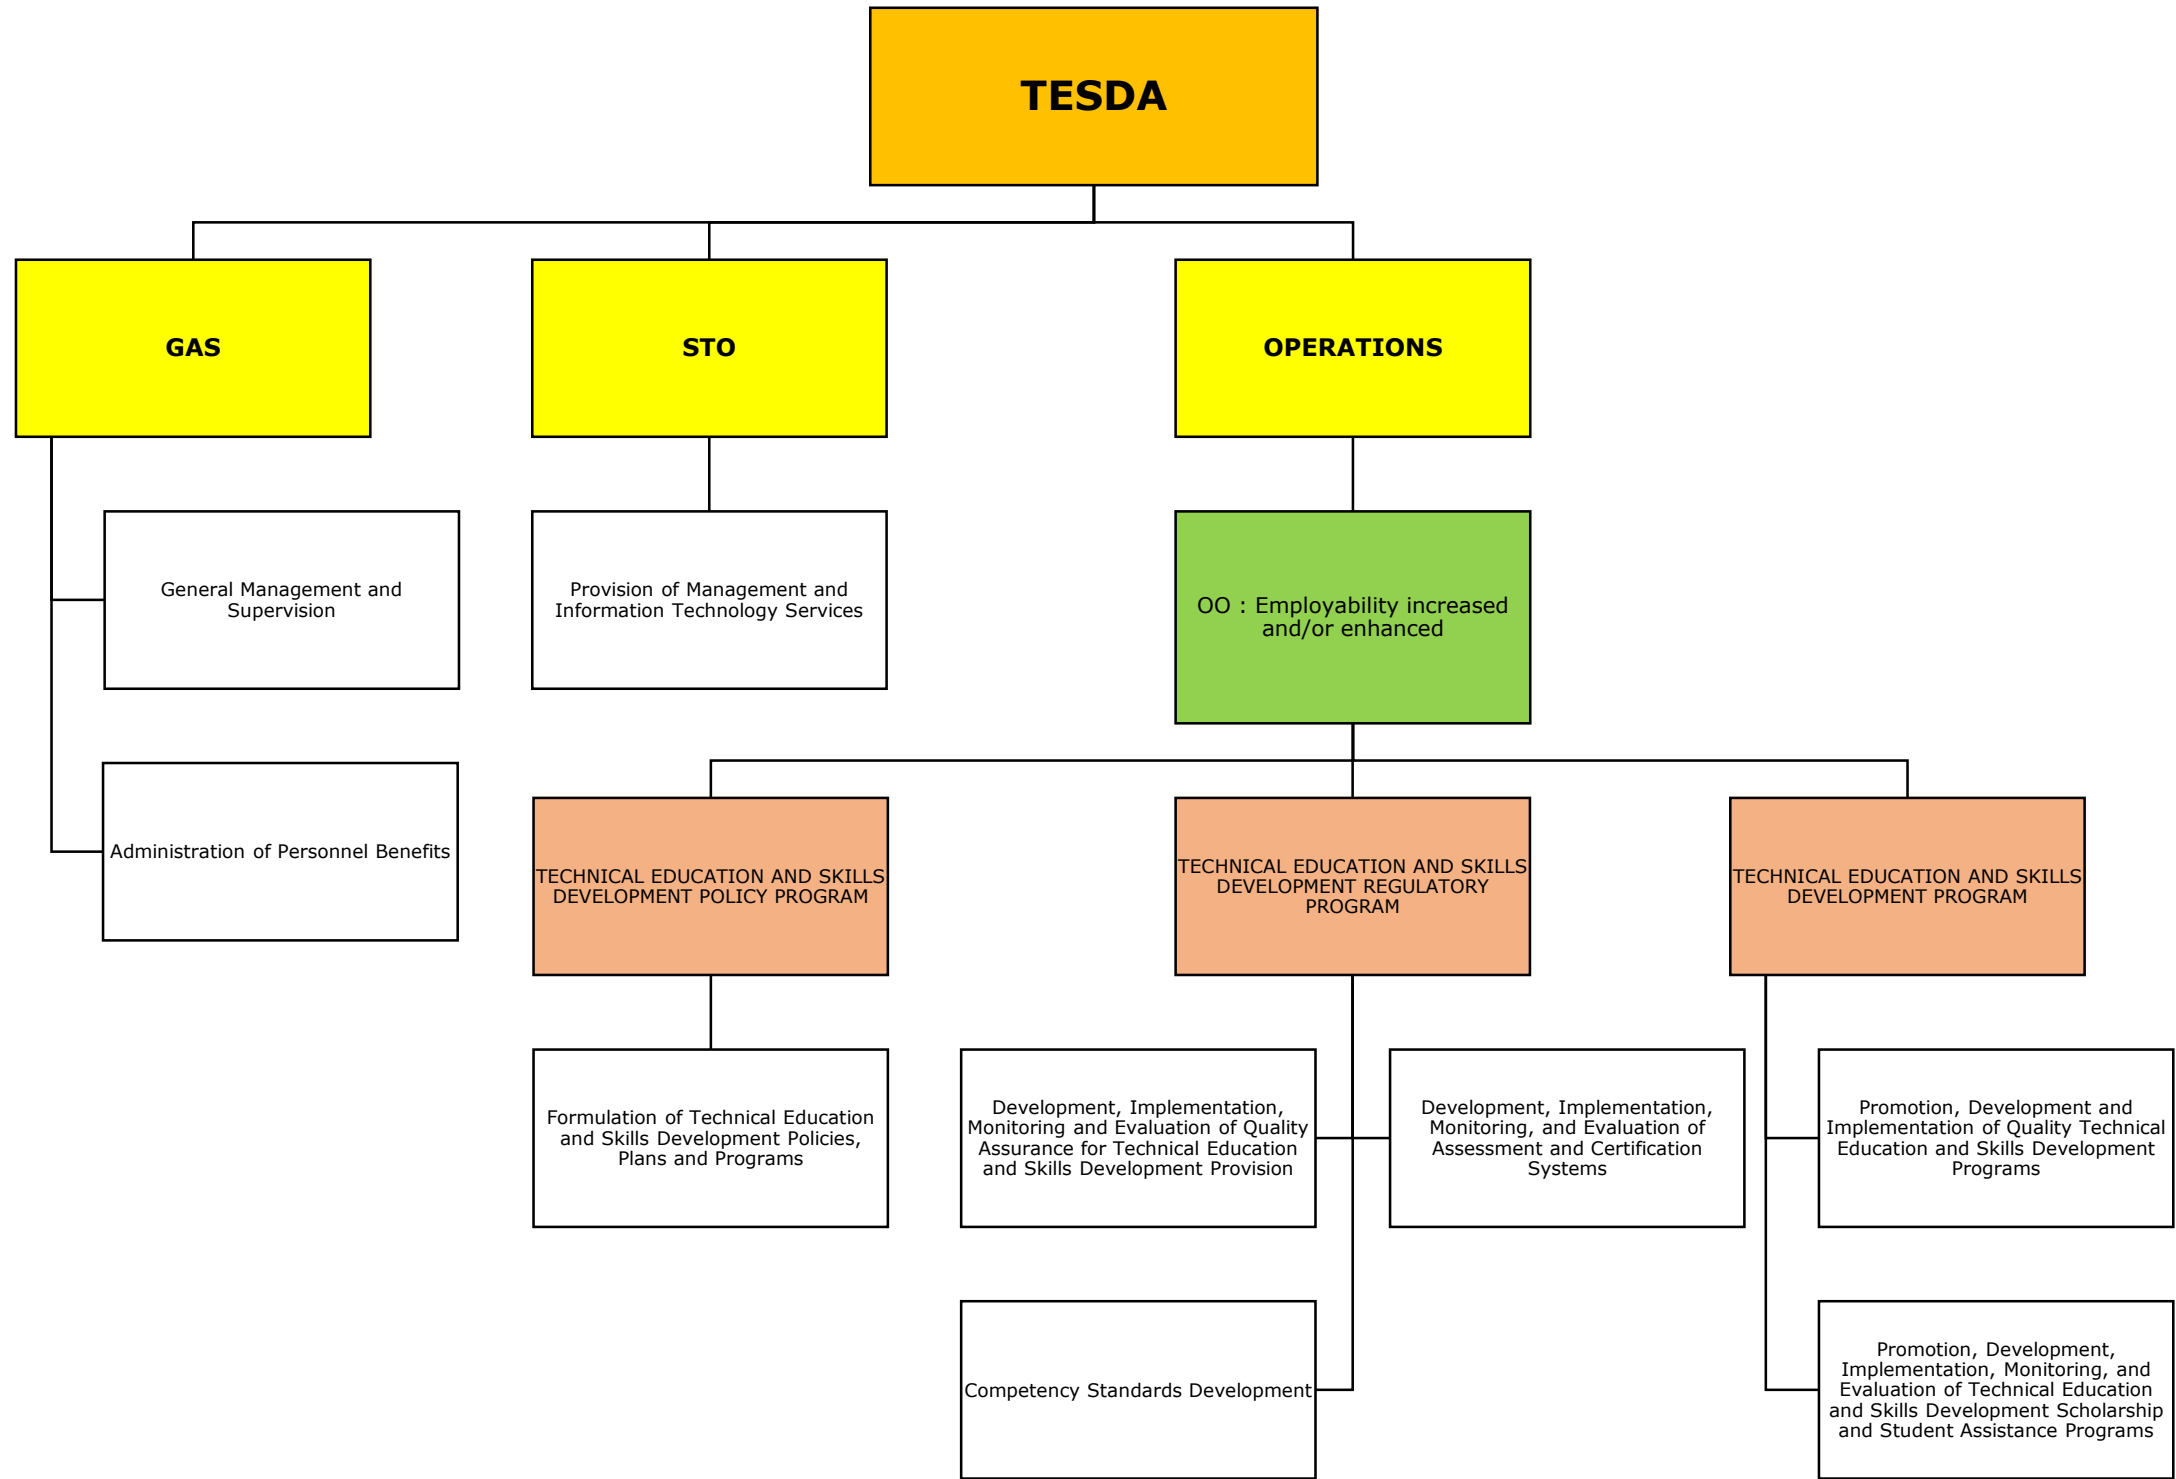 TESDA
GAS
STO
OPERATIONS
General Management and
Supervision
Provision of Management and
Information Technology Services
OO : Employability increased
and/or enhanced
Administration of Personnel Benefits
TECHNICAL EDUCATION AND SKILLS
DEVELOPMENT POLICY PROGRAM
TECHNICAL EDUCATION AND SKILLS
DEVELOPMENT REGULATORY
PROGRAM
TECHNICAL EDUCATION AND SKILLS
DEVELOPMENT PROGRAM
Formulation of Technical Education
and Skills Development Policies,
Plans and Programs
Development, Implementation,
Monitoring and Evaluation of Quality
Assurance for Technical Education
and Skills Development Provision
Development, Implementation,
Monitoring, and Evaluation of
Assessment and Certification
Systems
Promotion, Development and
Implementation of Quality Technical
Education and Skills Development
Programs
Competency Standards Development
Promotion, Development,
Implementation, Monitoring, and
Evaluation of Technical Education
and Skills Development Scholarship
and Student Assistance Programs